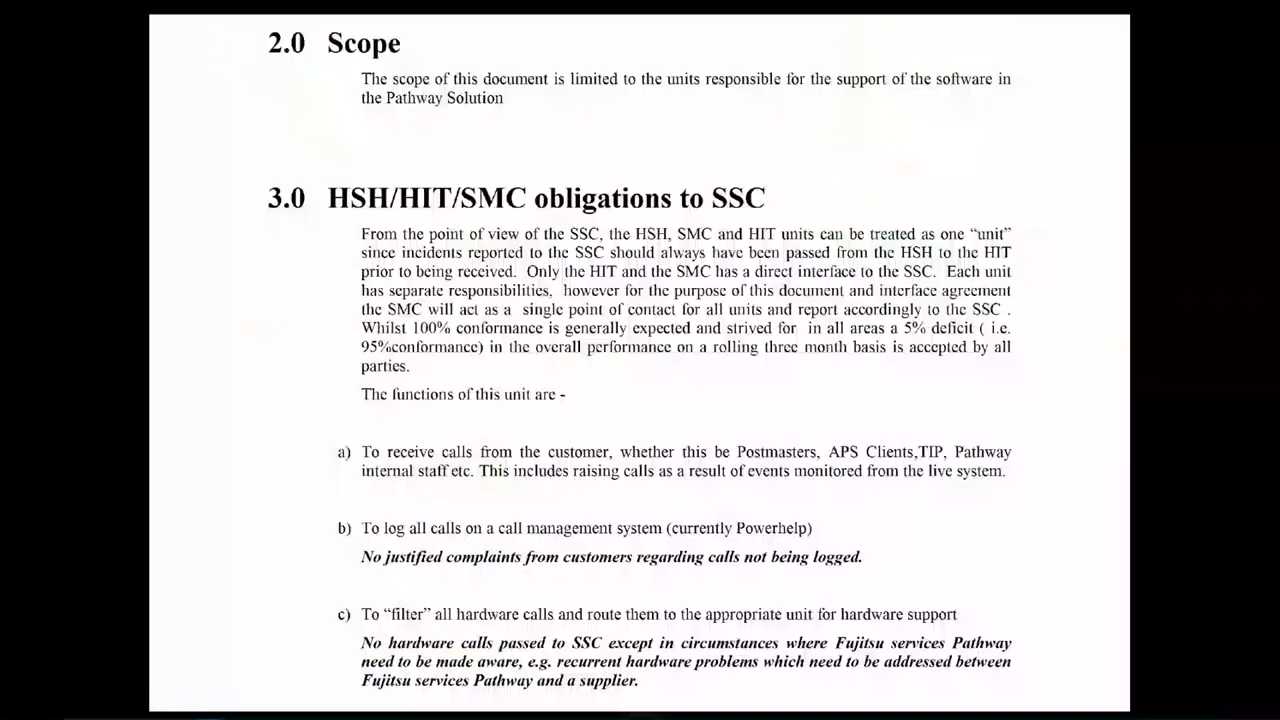 2.0 Scope
The scope of this document is limited to the units responsible for the support of the software in
the Pathway Solution
3.0 HSH/HIT/SMC obligations to SSC
From the point of view of the SSC, the HSH, SMC and HIT units can be treated as one “unit”
since incidents reported to the SSC should always have been passed from the HSH to the HIT
prior to being received. Only the HIT and the SMC has a direct interface to the SSC. Each unit
has separate responsibilities, however for the purpose of this document and interface agreement
the SMC will act as a single point of contact for all units and report accordingly to the SSC .
Whilst 100% conformance is generally expected and strived for in all areas a 5% deficit ( i.e.
95%conformance) in the overall performance on a rolling three month basis is accepted by all
parties.
The functions of this unit are -
a) To receive calls from the customer, whether this be Postmasters, APS Clients,TIP, Pathway
internal staff etc. This includes raising calls as a result of events monitored from the live system.
b) To log all calls on a call management system (currently Powerhelp)
No justified complaints from customers regarding calls not being logged.
c) To “filter” all hardware calls and route them to the appropriate unit for hardware support
No hardware calls passed to SSC except in circumstances where Fujitsu services Pathway
need to be made aware, e.g. recurrent hardware problems which need to be addressed between
Fujitsu services Pathway and a supplier.